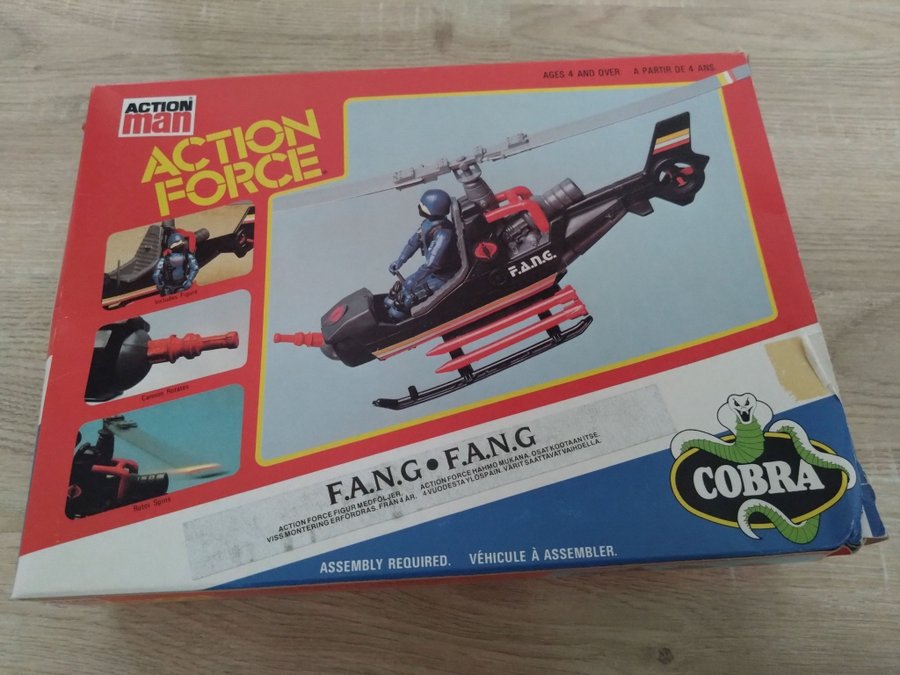 AGES 4 AND OVER   A PARTIR DE 4 ANS.
ACTION
man
ACTION
FORCE
F.A.N.G.
Includes Figure
Cannon Rotates
Rotor Spins
F.A.N.G • F.A.N.G
ACTION FORCE FIGUR MEDFÖLJER.   ACTION FORCE HAHMO MUKANA. OSAT KOOTAAN ITSE.
VISS MONTERING ERFORDRAS. FRÅN 4 ÅR.   4 VUODESTA YLÖSPÄIN. VÄRIT SAATTAVAT VAIHDELLA.
COBRA
ASSEMBLY REQUIRED.   VÉHICULE À ASSEMBLER.